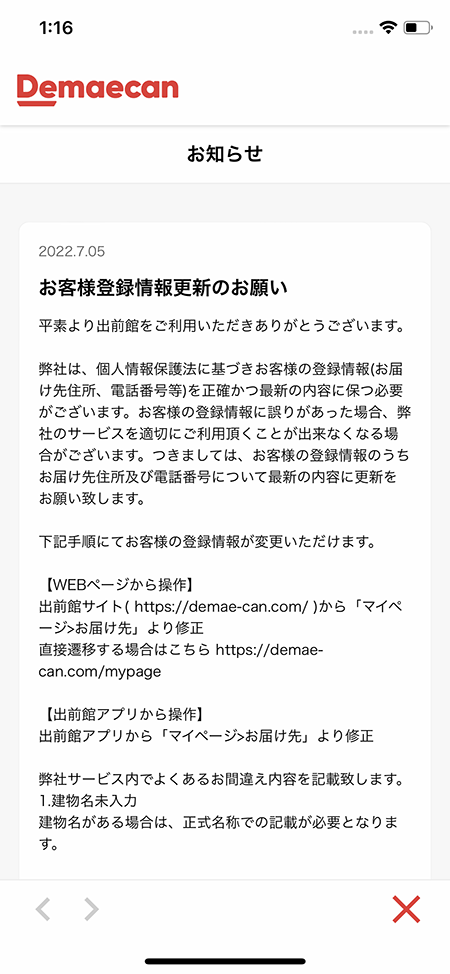 1:16
Demaecan
お知らせ
2022.7.05
お客様登録情報更新のお願い
平素より出前館をご利用いただきありがとうございます。
弊社は、個人情報保護法に基づきお客様の登録情報(お届
け先住所、電話番号等)を正確かつ最新の内容に保つ必要
がございます。お客様の登録情報に誤りがあった場合、弊
社のサービスを適切にご利用頂くことが出来なくなる場
合がございます。つきましては、お客様の登録情報のうち
お届け先住所及び電話番号について最新の内容に更新を
お願い致します。
下記手順にてお客様の登録情報が変更いただけます。
【WEBページから操作】
出前館サイト( https://demae-can.com/ )から「マイペ
ージ>お届け先」より修正
直接遷移する場合はこちら https://demae-
can.com/mypage
【出前館アプリから操作】
出前館アプリから「マイページ>お届け先」より修正
弊社サービス内でよくあるお間違え内容を記載致します。
1.建物名未入力
建物名がある場合は、正式名称での記載が必要となりま
す。